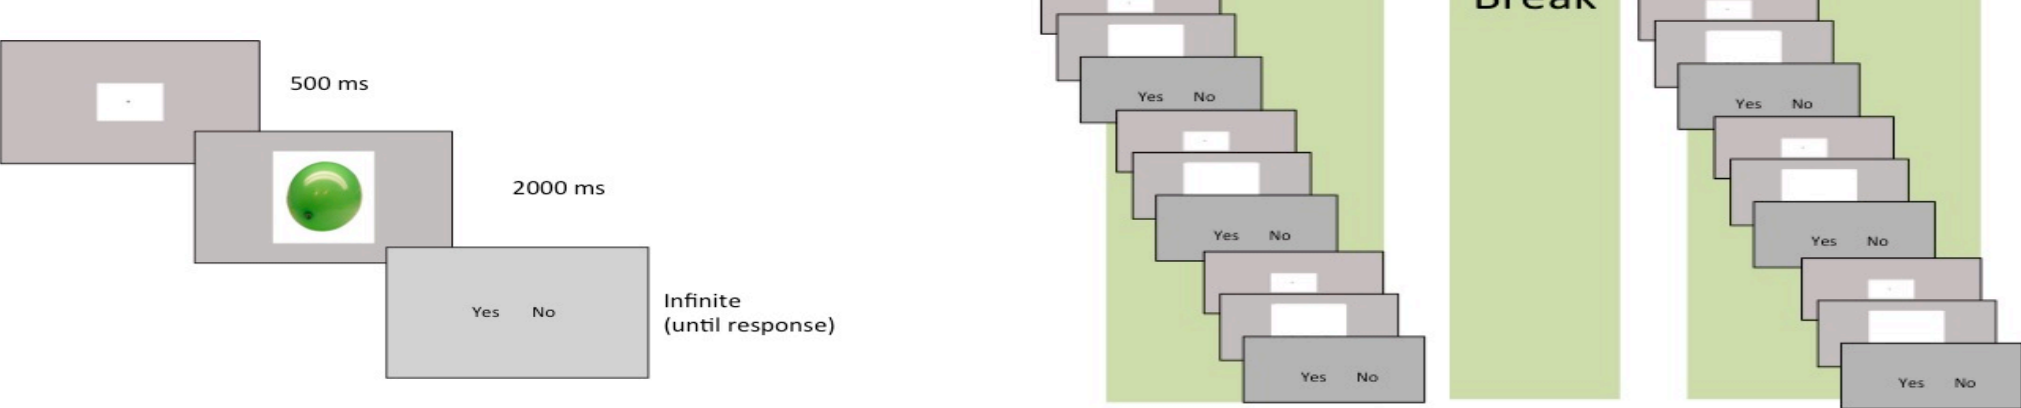 500 ms
2000 ms
Yes No
Infinite
(until response)
Yes No
Yes No
Yes No
Break
Yes No
Yes No
Yes No